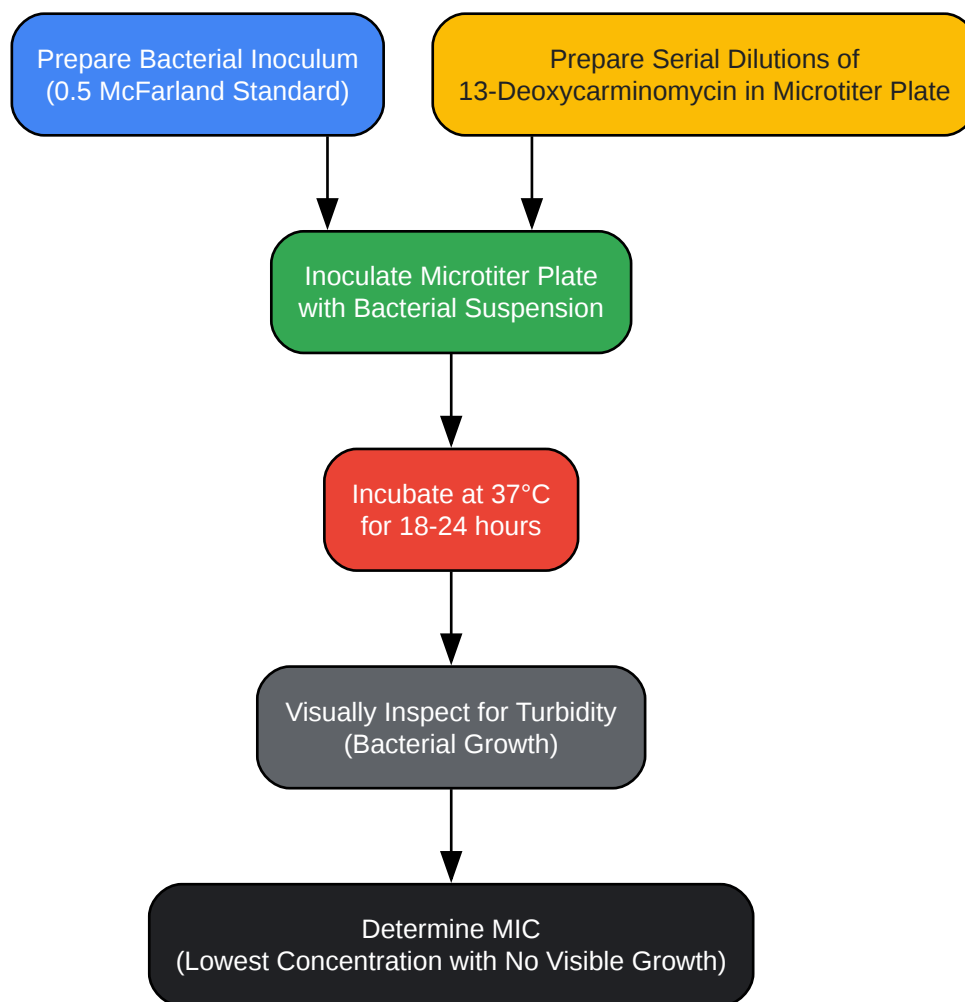 Prepare Bacterial Inoculum
(0.5 McFarland Standard)
Prepare Serial Dilutions of
13-Deoxycarminomycin in Microtiter Plate
Inoculate Microtiter Plate
with Bacterial Suspension
Incubate at 37°C
for 18-24 hours
Visually Inspect for Turbidity
(Bacterial Growth)
Determine MIC
(Lowest Concentration with No Visible Growth)